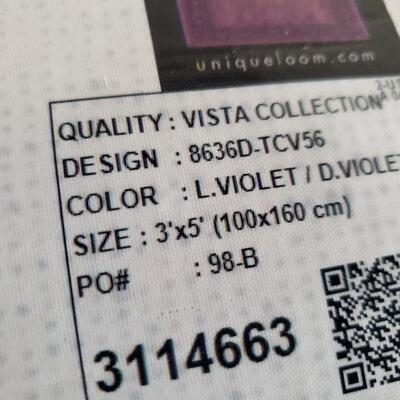 uniqueloom.com
QUALITY : VISTA COLLECTION
DESIGN : 8636D-TCV56
COLOR : L.VIOLET / D.VIOLET
SIZE : 3'x5' (100x160 cm)
PO# : 98-B
3114663